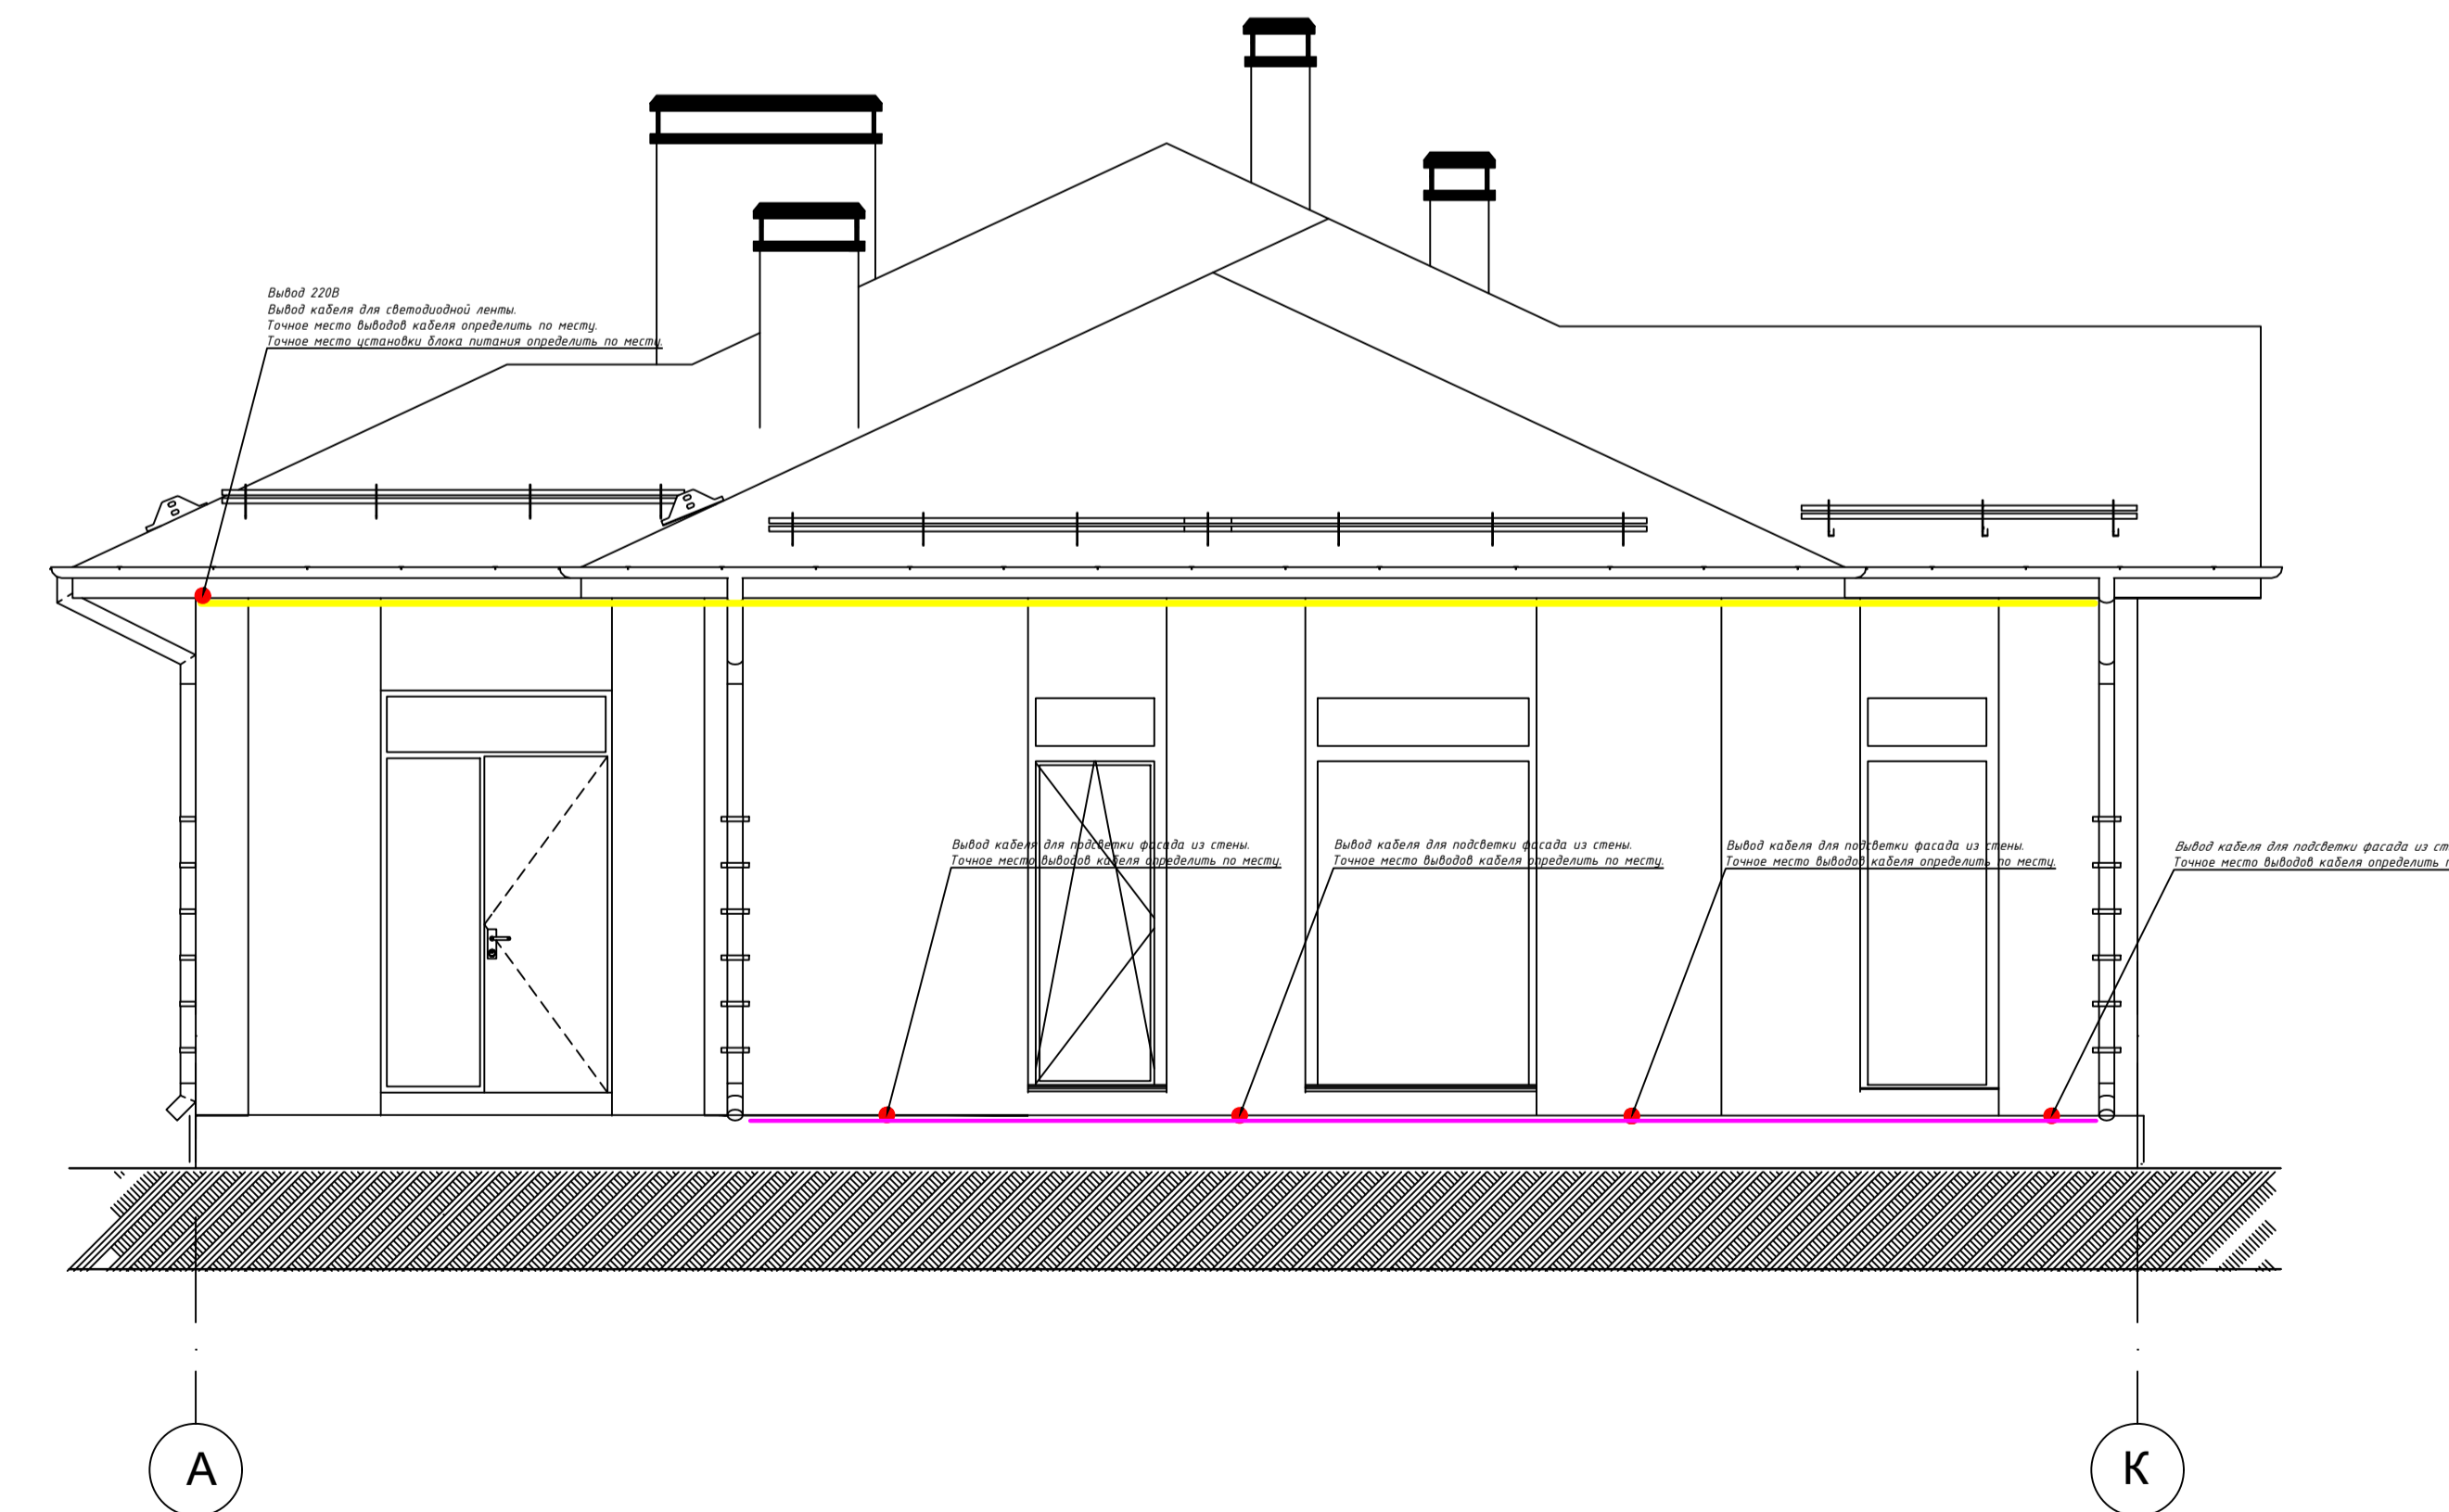 Вывод 220В
Вывод кабеля для светодиодной ленты.
Точное место выводов кабеля определить по месту.
Точное место установки блока питания определить по месту.
Вывод кабеля для подсветки фасада из стены.
Точное место выводов кабеля определить по месту.
Вывод кабеля для подсветки фасада из стены.
Точное место выводов кабеля определить по месту.
Вывод кабеля для подсветки фасада из стены.
Точное место выводов кабеля определить по месту.
Вывод кабеля для подсветки фасада из ст
Точное место выводов кабеля определить
А
К